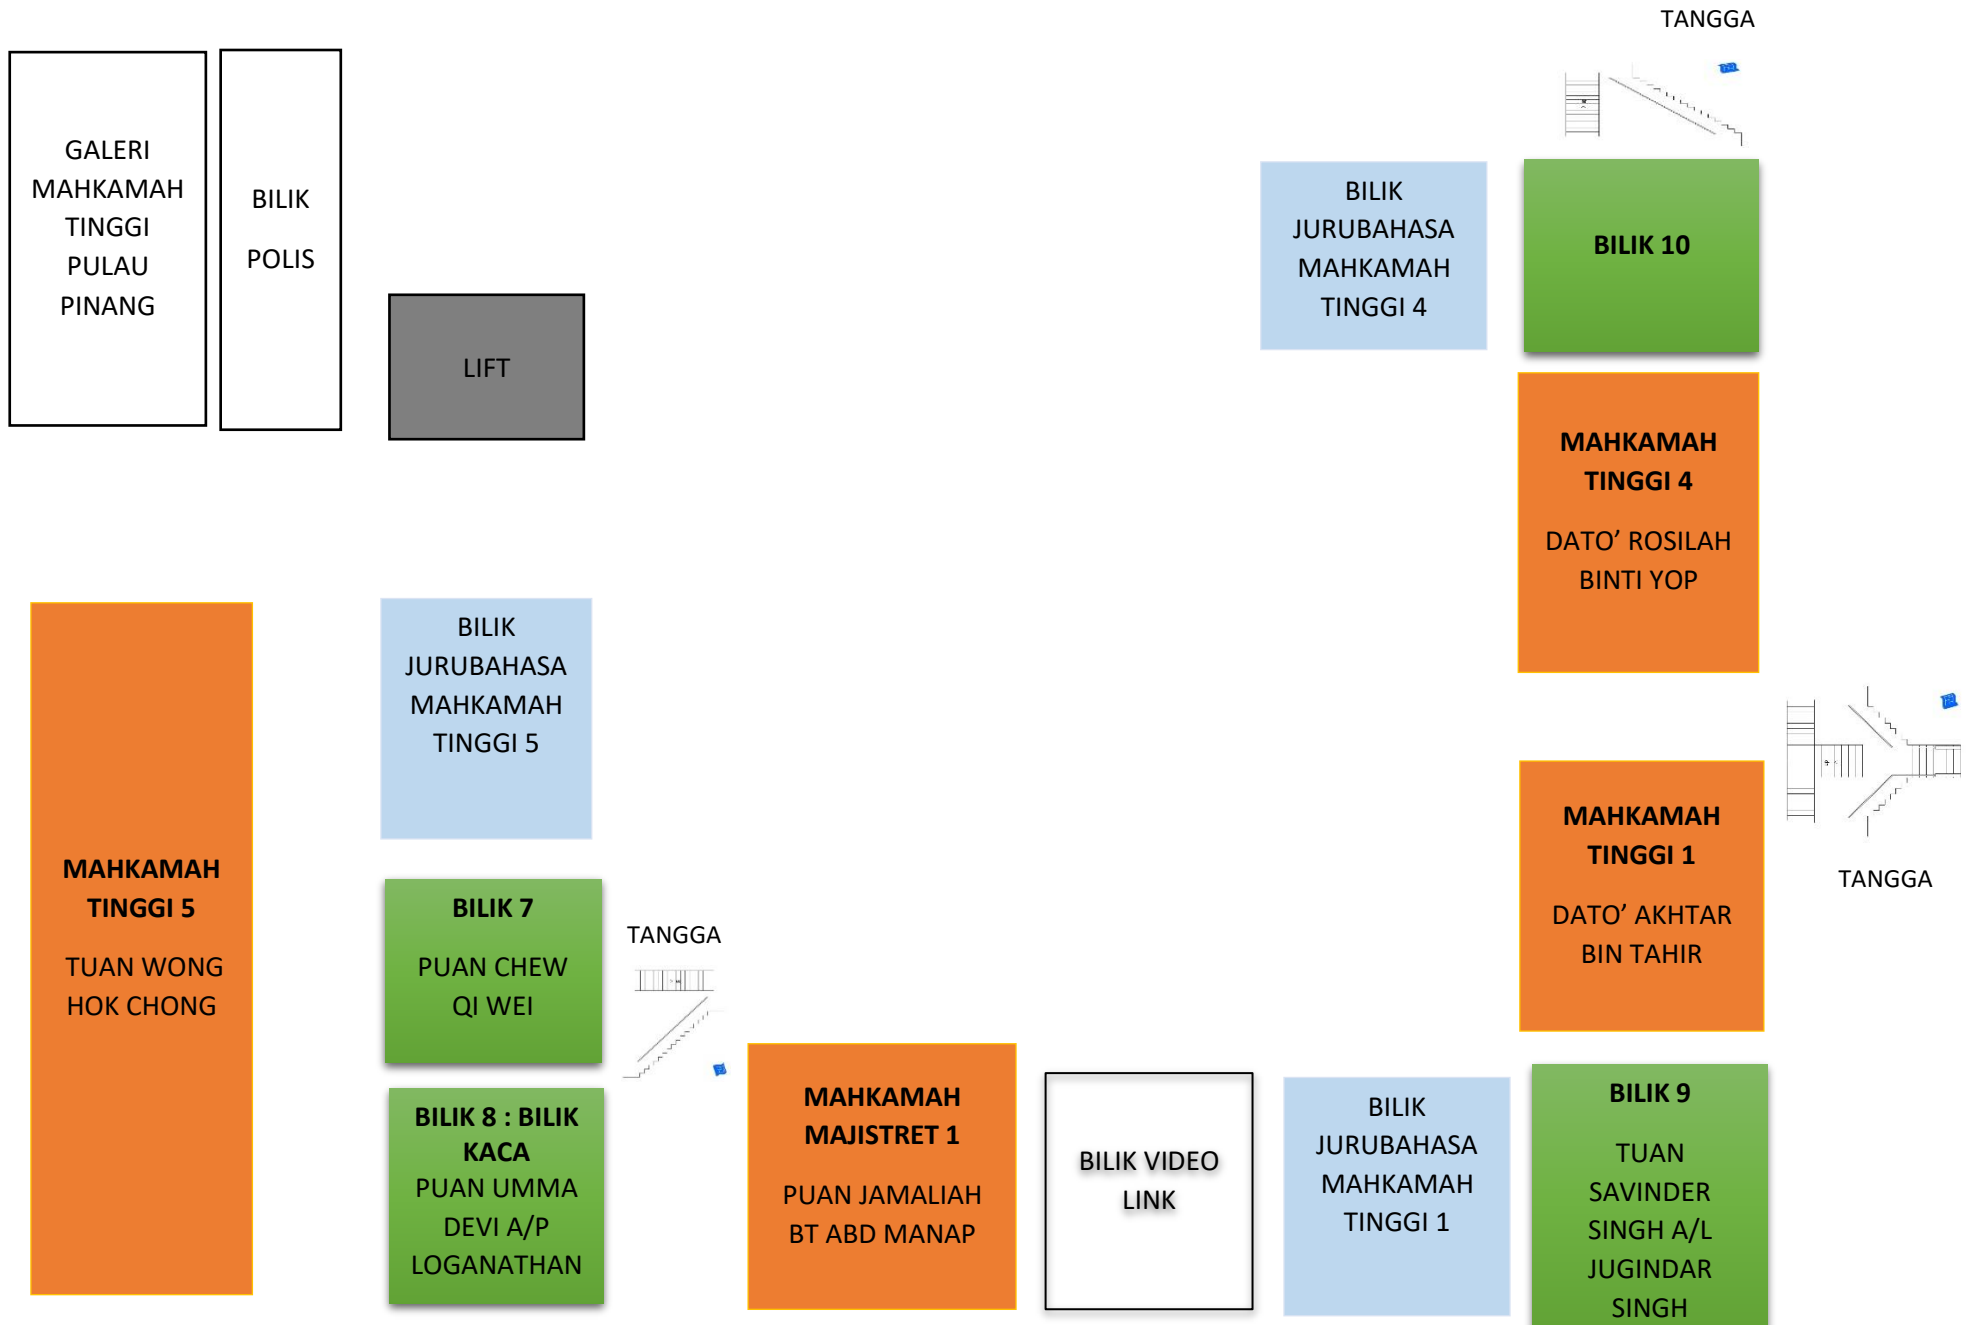 TANGGA
GALERI
MAHKAMAH
TINGGI
PULAU
PINANG
BILIK
POLIS
LIFT
BILIK
JURUBAHASA
MAHKAMAH
TINGGI 4
BILIK 10
MAHKAMAH
TINGGI 4
DATO’ ROSILAH
BINTI YOP
MAHKAMAH
TINGGI 5
TUAN WONG
HOK CHONG
BILIK
JURUBAHASA
MAHKAMAH
TINGGI 5
BILIK 7
PUAN CHEW
QI WEI
TANGGA
BILIK 8 : BILIK
KACA
PUAN UMMA
DEVI A/P
LOGANATHAN
MAHKAMAH
MAJISTRET 1
PUAN JAMALIAH
BT ABD MANAP
BILIK VIDEO
LINK
BILIK
JURUBAHASA
MAHKAMAH
TINGGI 1
MAHKAMAH
TINGGI 1
DATO’ AKHTAR
BIN TAHIR
TANGGA
BILIK 9
TUAN
SAVINDER
SINGH A/L
JUGINDAR
SINGH